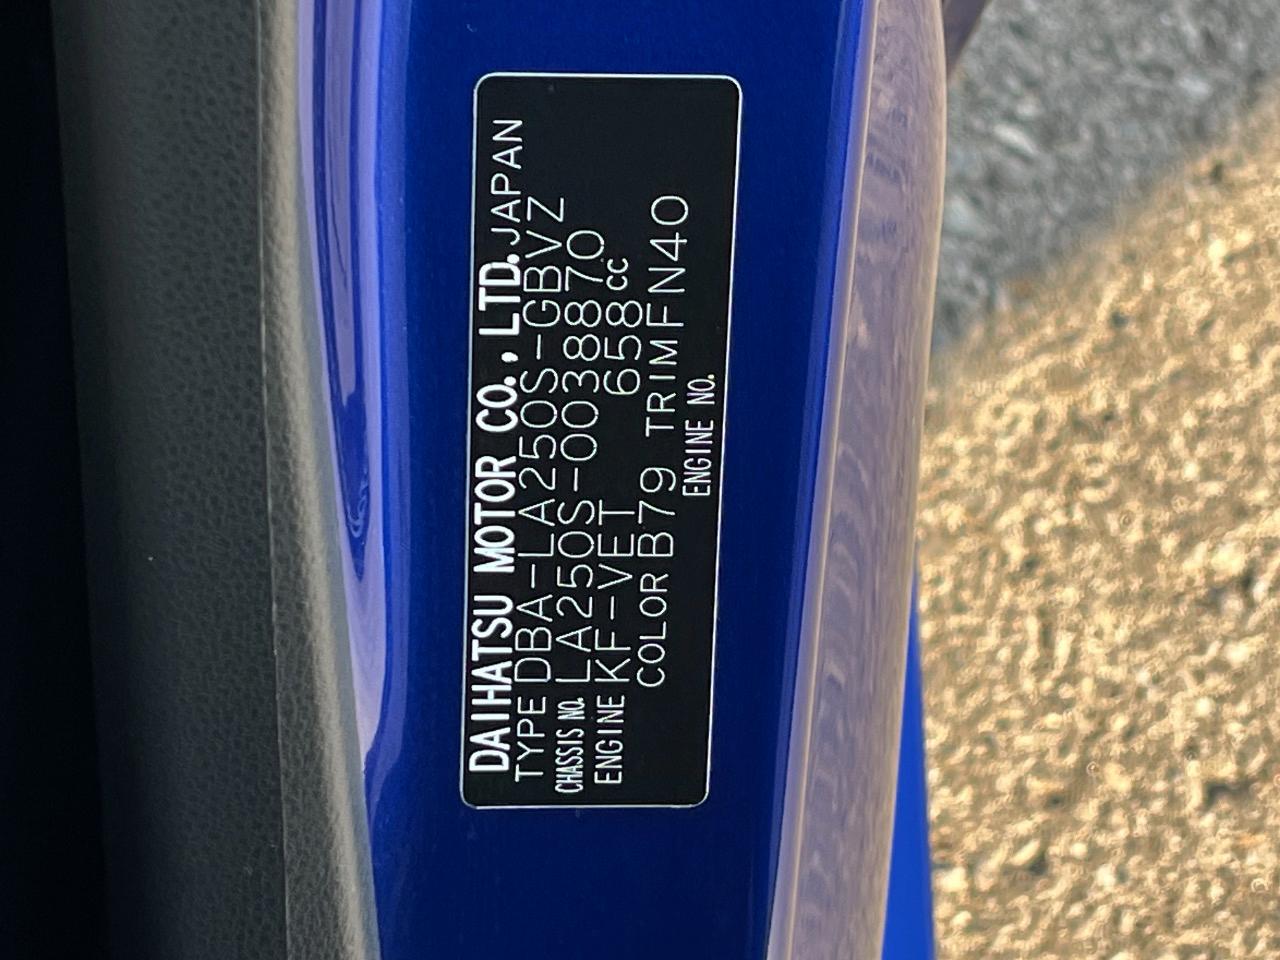 DAIHATSU MOTOR CO., LTD. JAPAN
TYPE DBA-LA250S-GBVZ
CHASSIS NO. LA250S-0038870
ENGINE KF-VET 658cc
COLOR B79 TRIM FN40
ENGINE NO.